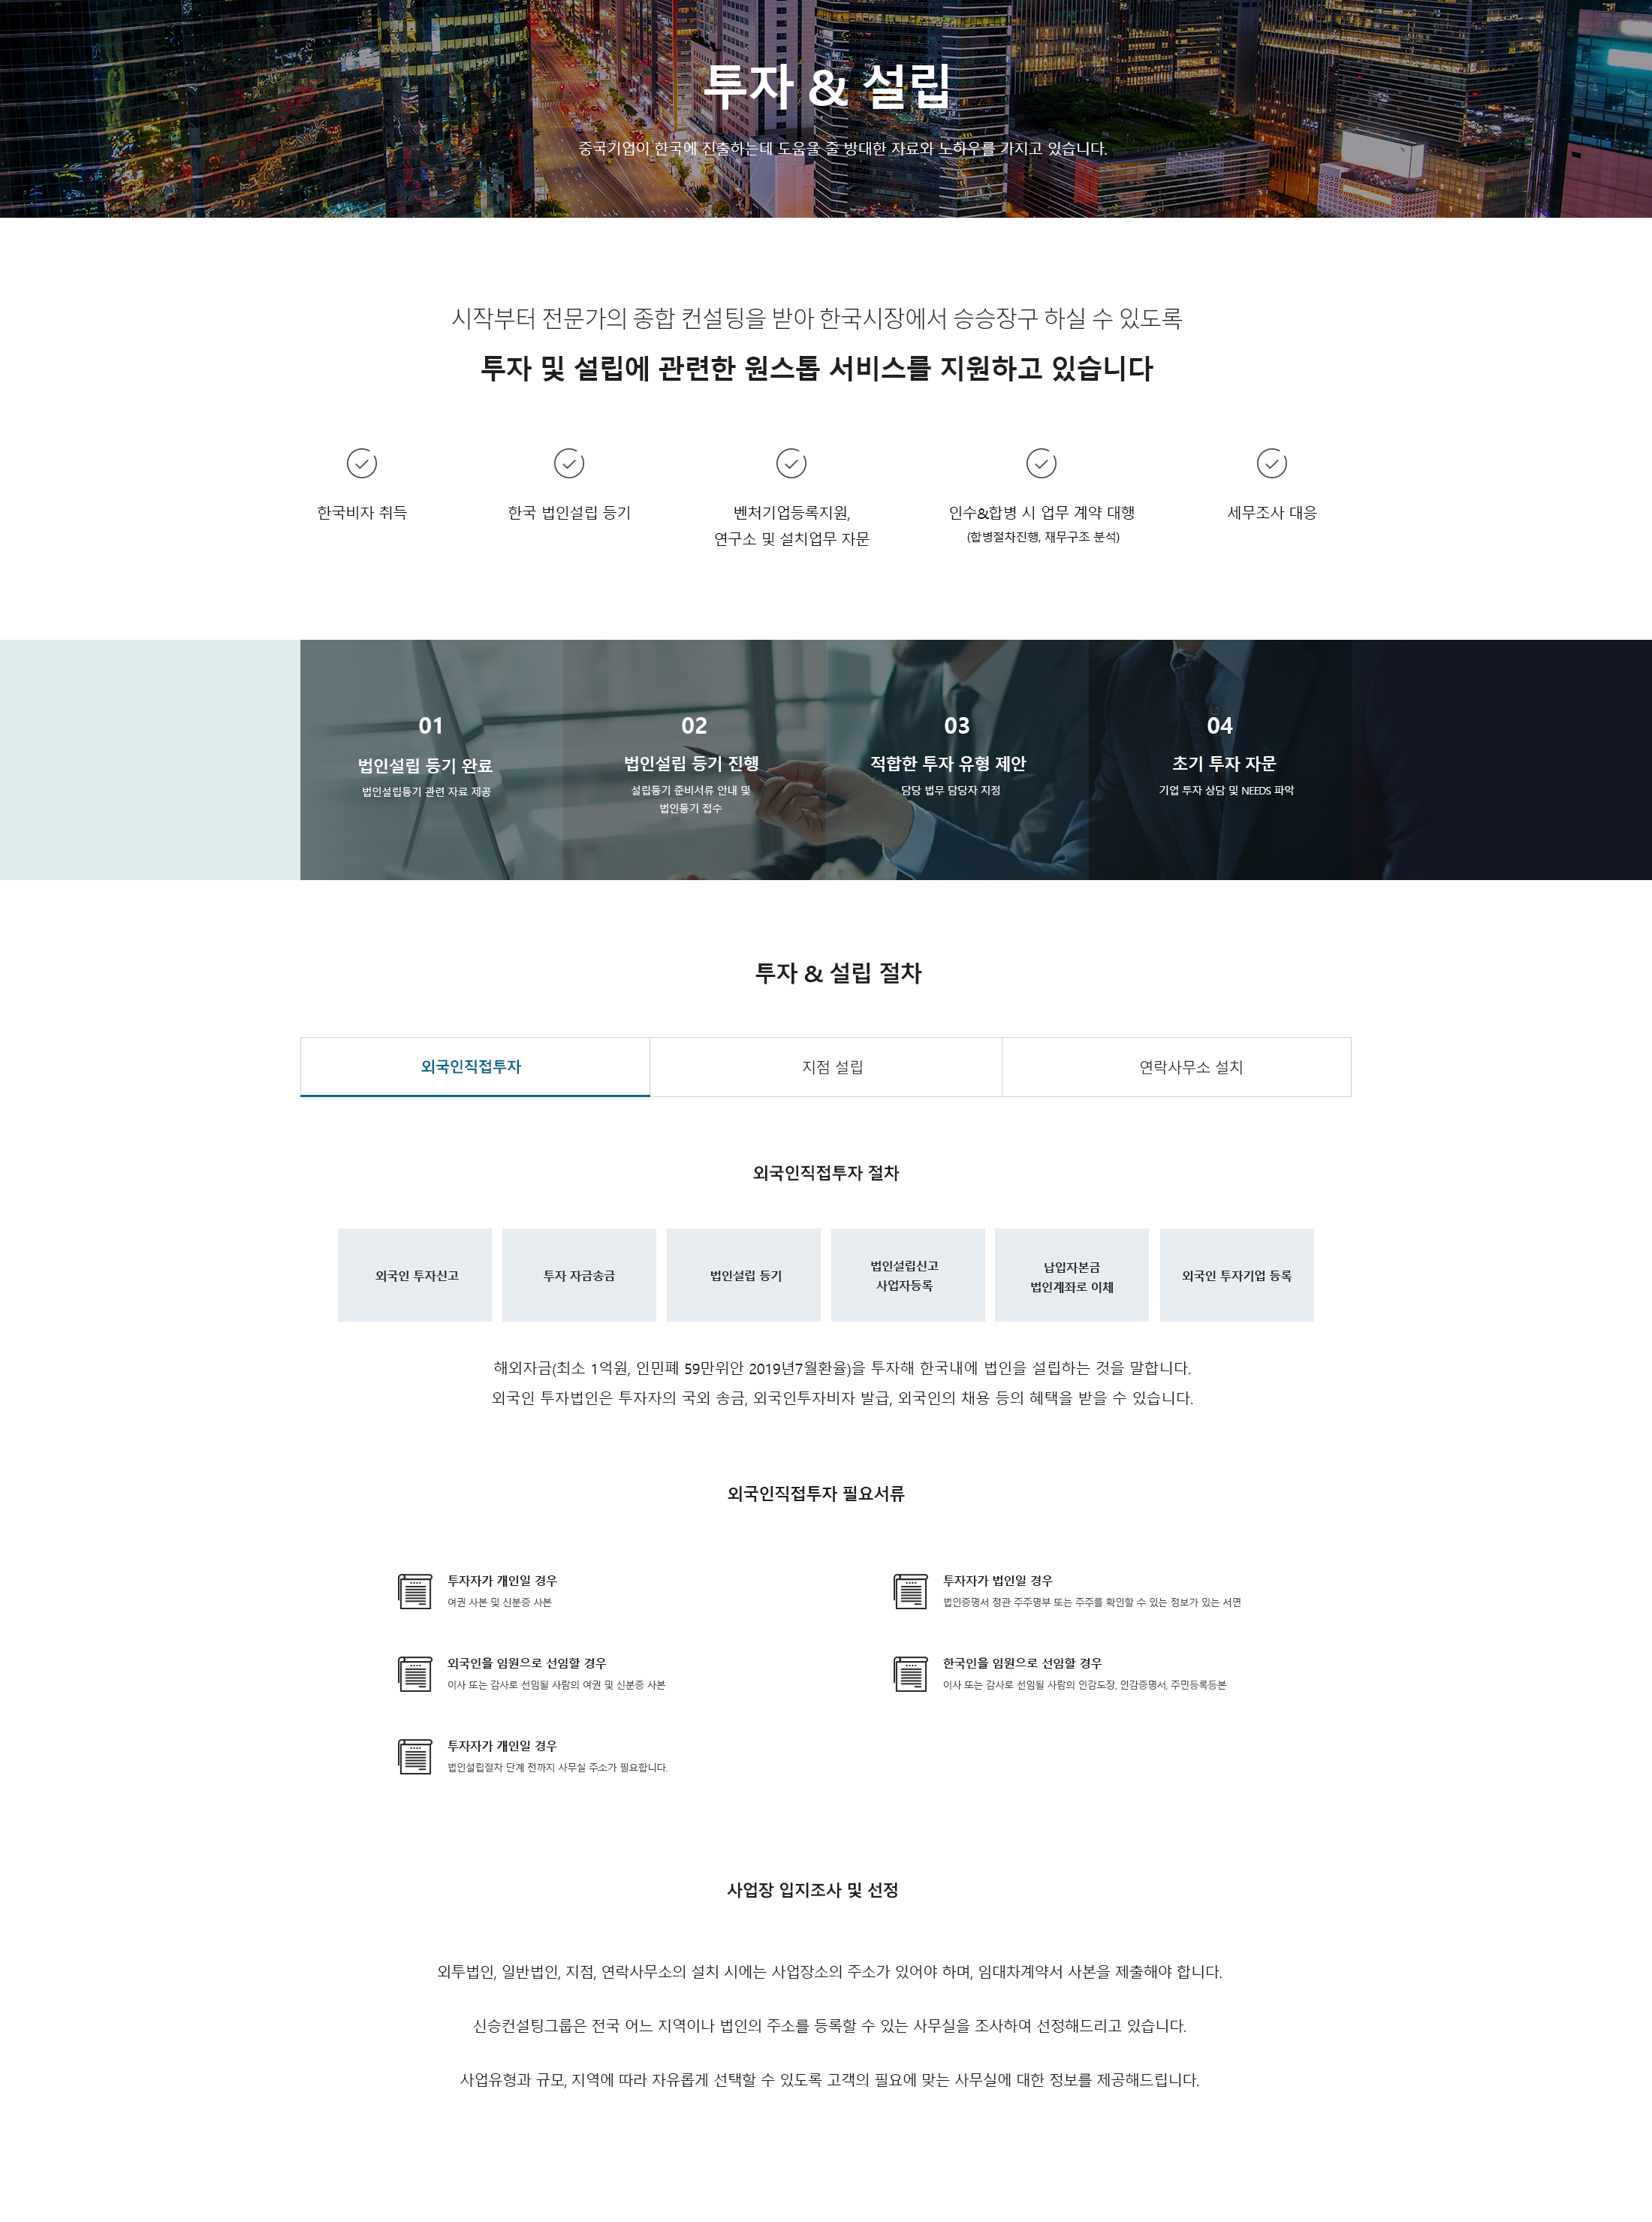 투자 & 설립
중국기업이 한국에 진출하는데 도움을 줄 방대한 자료와 노하우를 가지고 있습니다.
시작부터 전문가의 종합 컨설팅을 받아 한국시장에서 승승장구 하실 수 있도록
투자 및 설립에 관련한 원스톱 서비스를 지원하고 있습니다
한국비자 취득
한국 법인설립 등기
벤처기업등록지원,
연구소 및 설치업무 자문
인수&합병 시 업무 계약 대행
(합병절차진행, 재무구조 분석)
세무조사 대응
01
법인설립 등기 완료
법인설립등기 관련 자료 제공
02
법인설립 등기 진행
설립등기 준비서류 안내 및
법인등기 접수
03
적합한 투자 유형 제안
담당 법무 담당자 지정
04
초기 투자 자문
기업 투자 상담 및 NEEDS 파악
투자 & 설립 절차
외국인직접투자
지점 설립
연락사무소 설치
외국인직접투자 절차
외국인 투자신고
투자 자금송금
법인설립 등기
법인설립신고
사업자등록
납입자본금
법인계좌로 이체
외국인 투자기업 등록
해외자금(최소 1억원, 인민폐 59만위안 2019년7월환율)을 투자해 한국내에 법인을 설립하는 것을 말합니다.
외국인 투자법인은 투자자의 국외 송금, 외국인투자비자 발급, 외국인의 채용 등의 혜택을 받을 수 있습니다.
외국인직접투자 필요서류
투자자가 개인일 경우
여권 사본 및 신분증 사본
투자자가 법인일 경우
법인증명서 정관 주주명부 또는 주주를 확인할 수 있는 정보가 있는 서면
외국인을 임원으로 선임할 경우
이사 또는 감사로 선임될 사람의 여권 및 신분증 사본
한국인을 임원으로 선임할 경우
이사 또는 감사로 선임될 사람의 인감도장, 인감증명서, 주민등록등본
투자자가 개인일 경우
법인설립절차 단계 전까지 사무실 주소가 필요합니다.
사업장 입지조사 및 선정
외투법인, 일반법인, 지점, 연락사무소의 설치 시에는 사업장소의 주소가 있어야 하며, 임대차계약서 사본을 제출해야 합니다.
신승컨설팅그룹은 전국 어느 지역이나 법인의 주소를 등록할 수 있는 사무실을 조사하여 선정해드리고 있습니다.
사업유형과 규모, 지역에 따라 자유롭게 선택할 수 있도록 고객의 필요에 맞는 사무실에 대한 정보를 제공해드립니다.